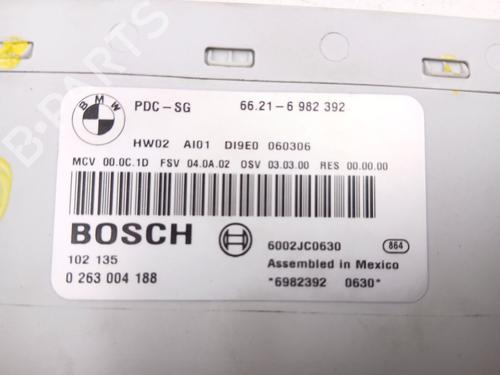 B-PARTS
BMW
PDC-SG 66.21-6 982 392
HW02 AI01 DI9E0 060306
MCV 00.0C.1D FSV 04.0A.02 OSV 03.03.00 RES 00.00.00
BOSCH 6002JC0630 864
102 135 Assembled in Mexico
0 263 004 188 *6982392 0630*